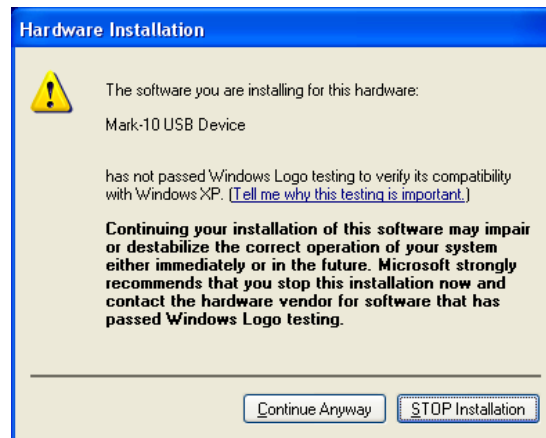 Hardware Installation
The software you are installing for this hardware:
Mark-10 USB Device
has not passed Windows Logo testing to verify its compatibility
with Windows XP. (Tell me why this testing is important.)
Continuing your installation of this software may impair
or destabilize the correct operation of your system
either immediately or in the future. Microsoft strongly
recommends that you stop this installation now and
contact the hardware vendor for software that has
passed Windows Logo testing.
Continue Anyway STOP Installation